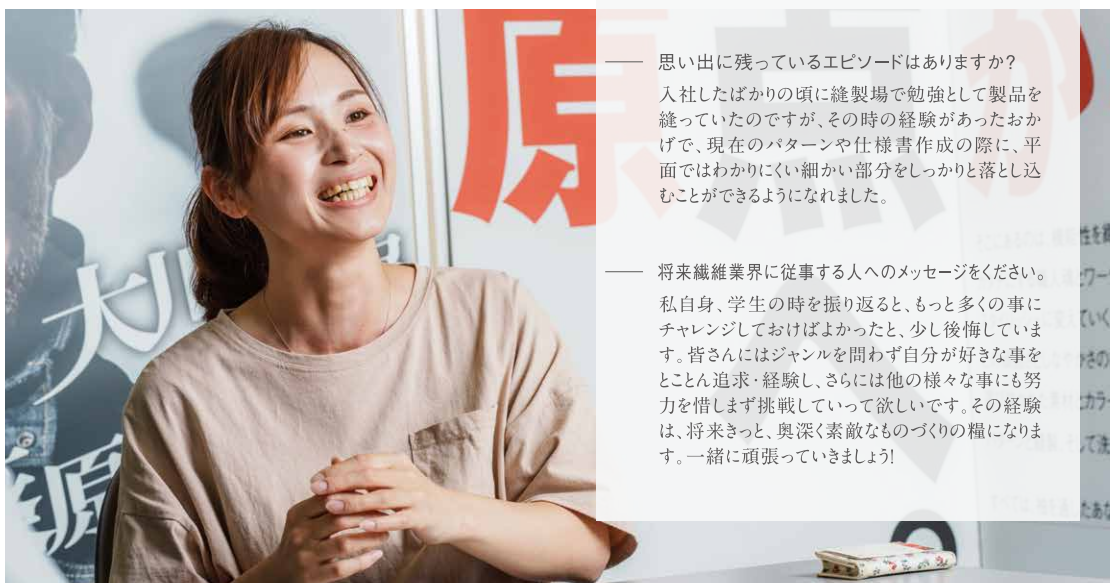 原点か
大川
原
—— 思い出に残っているエピソードはありますか?
入社したばかりの頃に縫製場で勉強として製品を
縫っていたのですが、その時の経験があったおか
げで、現在のパターンや仕様書作成の際に、平
面ではわかりにくい細かい部分をしっかりと落とし込
むことができるようになれました。
—— 将来繊維業界に従事する人へのメッセージをください。
私自身、学生の時を振り返ると、もっと多くの事に
チャレンジしておけばよかったと、少し後悔していま
す。皆さんにはジャンルを問わず自分が好きな事を
とことん追求・経験し、さらには他の様々な事にも努
力を惜しまず挑戦していって欲しいです。その経験
は、将来きっと、奥深く素敵なものづくりの糧になりま
す。一緒に頑張っていきましょう!